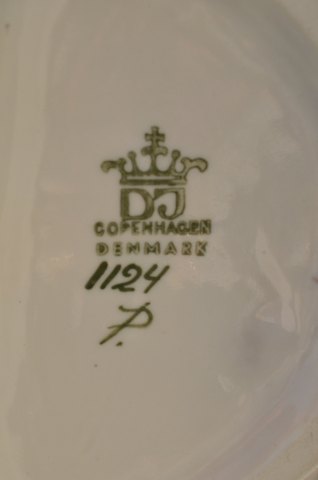 DJ
COPENHAGEN
DENMARK
1124
P.